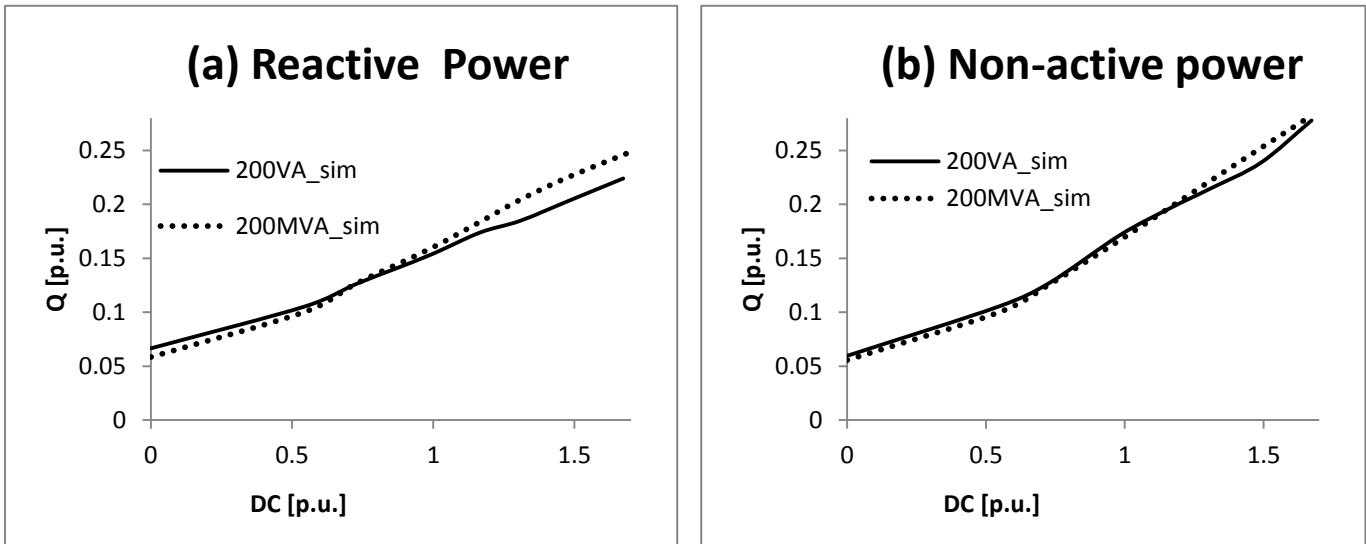 (a) Reactive  Power
0.25
0.2
0.15
0.1
0.05
0
Q [p.u.]
200VA_sim
200MVA_sim
0
0.5
1
1.5
DC [p.u.]
(b) Non-active power
0.25
0.2
0.15
0.1
0.05
0
Q [p.u.]
200VA_sim
200MVA_sim
0
0.5
1
1.5
DC [p.u.]